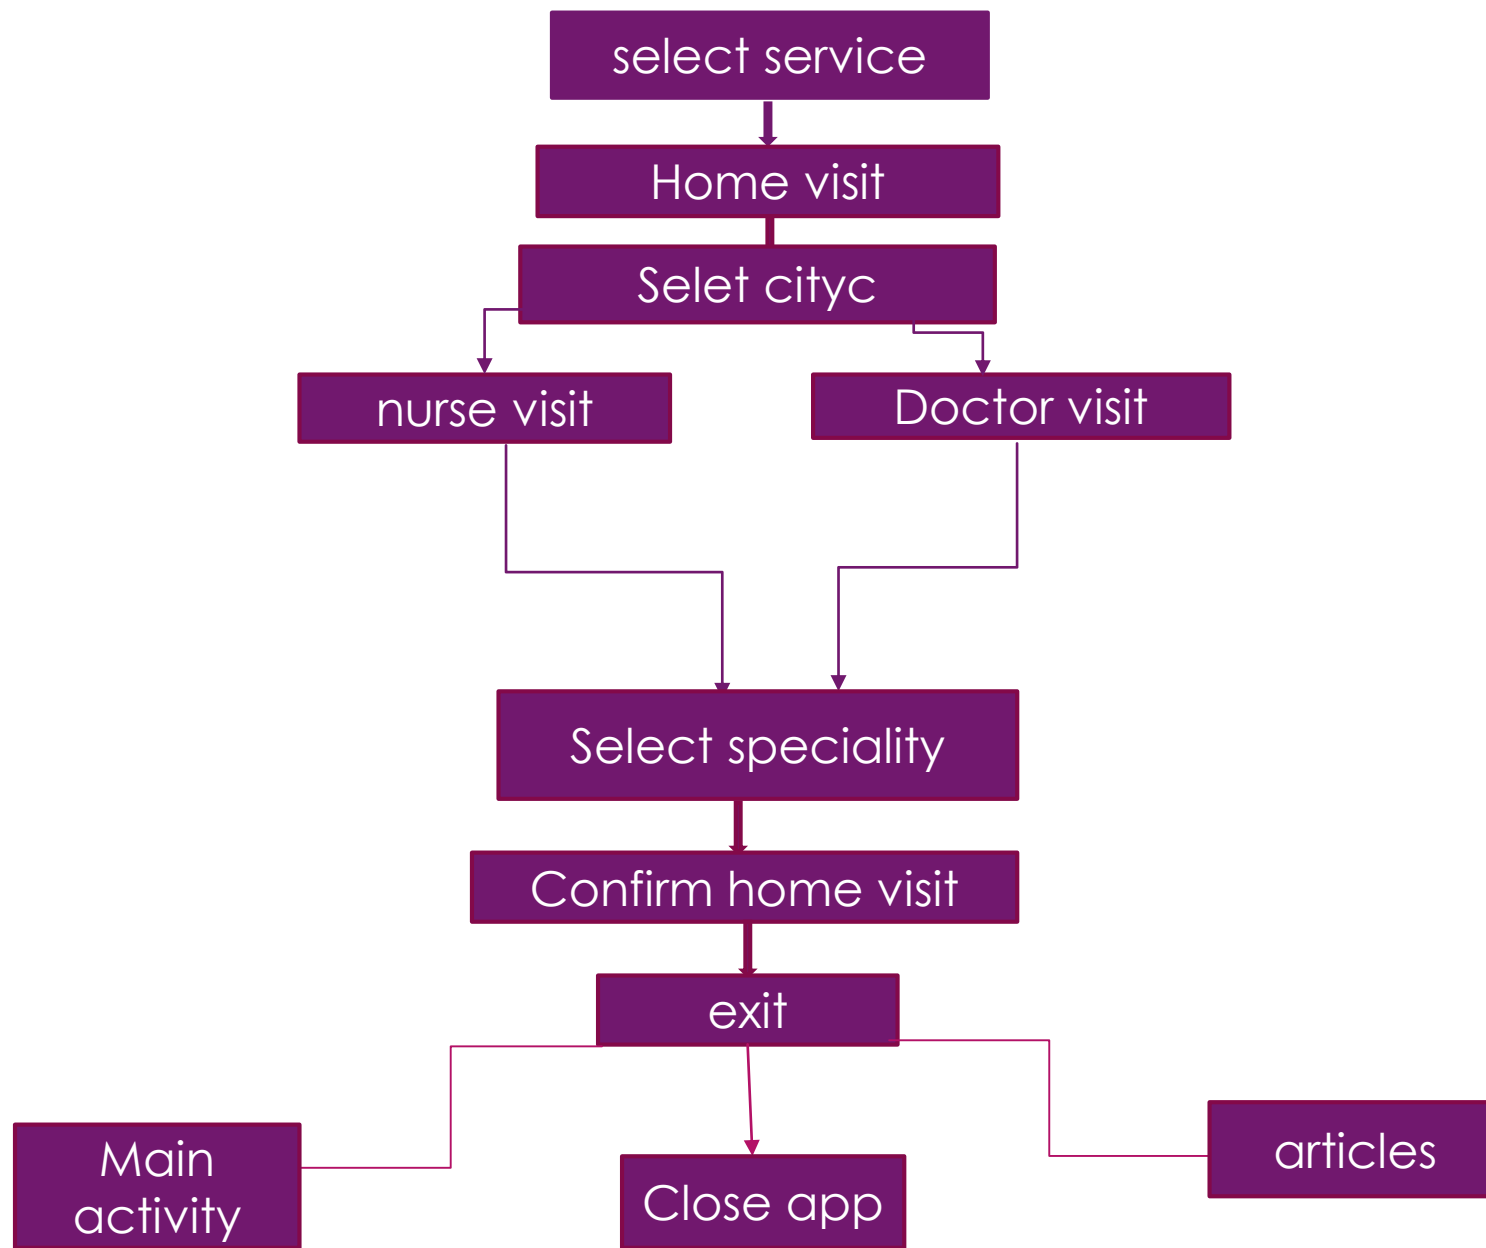 select service
Home visit
Selet cityc
nurse visit
Doctor visit
Select speciality
Confirm home visit
exit
Main
activity
Close app
articles